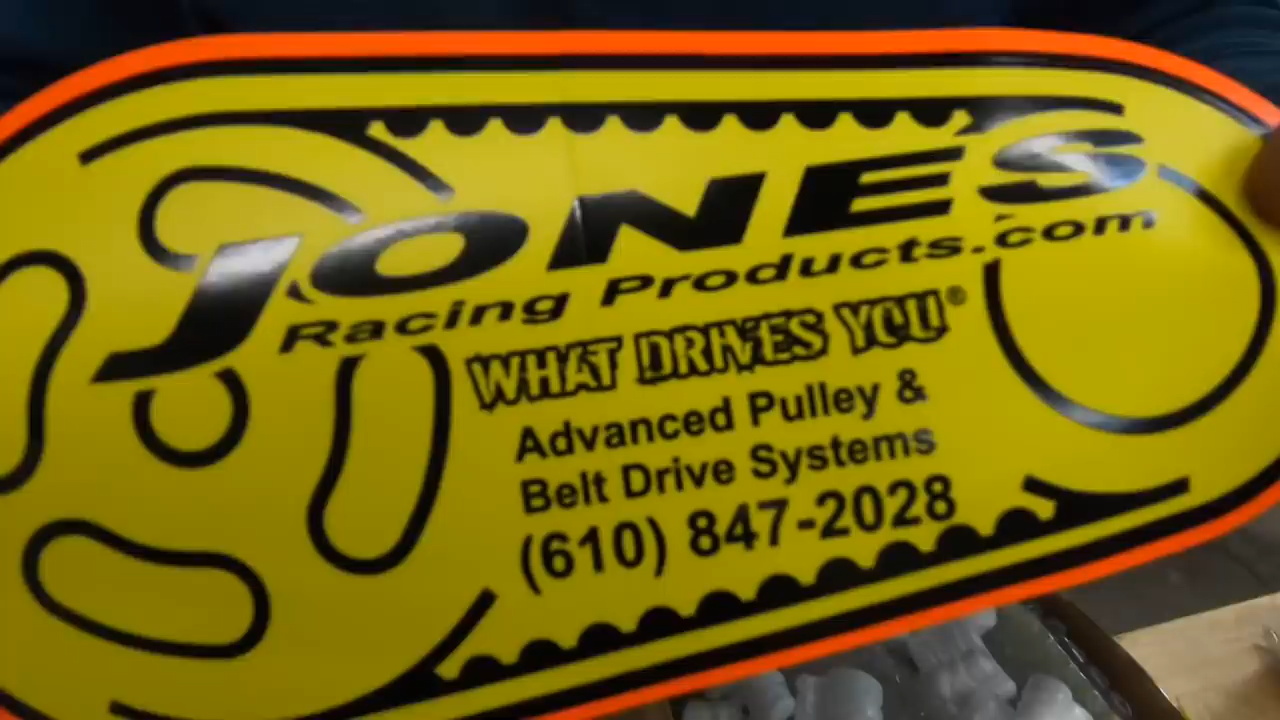 JONES
Racing Products.com
WHAT DRIVES YOU®
Advanced Pulley &
Belt Drive Systems
(610) 847-2028